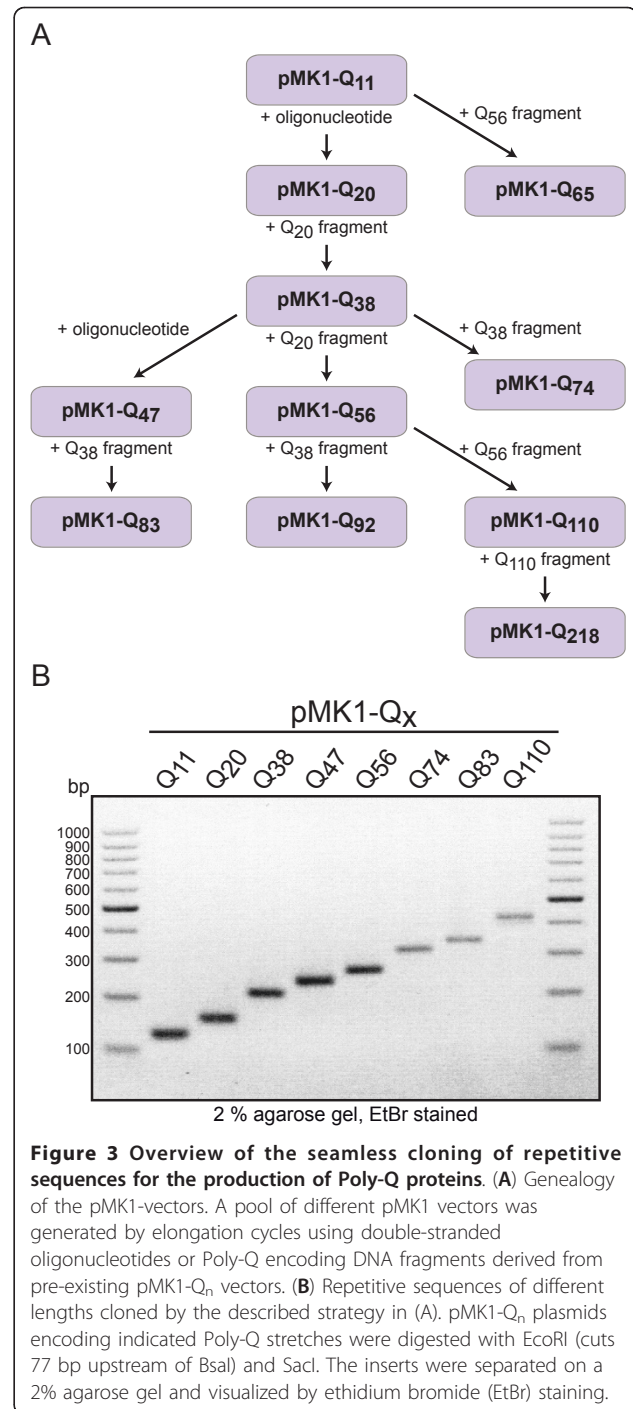 A
pMK1-Q11
+ oligonucleotide
+ Q56 fragment
pMK1-Q20
pMK1-Q65
+ Q20 fragment
pMK1-Q38
+ oligonucleotide
+ Q20 fragment
+ Q38 fragment
pMK1-Q47
pMK1-Q56
pMK1-Q74
+ Q38 fragment
+ Q38 fragment
+ Q56 fragment
pMK1-Q83
pMK1-Q92
pMK1-Q110
+ Q110 fragment
pMK1-Q218
B
pMK1-QX
bp
Q11 Q20 Q38 Q47 Q56 Q74 Q83 Q110
1000
900
800
700
600
500
400
300
200
100
2 % agarose gel, EtBr stained
Figure 3 Overview of the seamless cloning of repetitive
sequences for the production of Poly-Q proteins. (A) Genealogy
of the pMK1-vectors. A pool of different pMK1 vectors was
generated by elongation cycles using double-stranded
oligonucleotides or Poly-Q encoding DNA fragments derived from
pre-existing pMK1-Qn vectors. (B) Repetitive sequences of different
lengths cloned by the described strategy in (A). pMK1-Qn plasmids
encoding indicated Poly-Q stretches were digested with EcoRI (cuts
77 bp upstream of BsaI) and SacI. The inserts were separated on a
2% agarose gel and visualized by ethidium bromide (EtBr) staining.